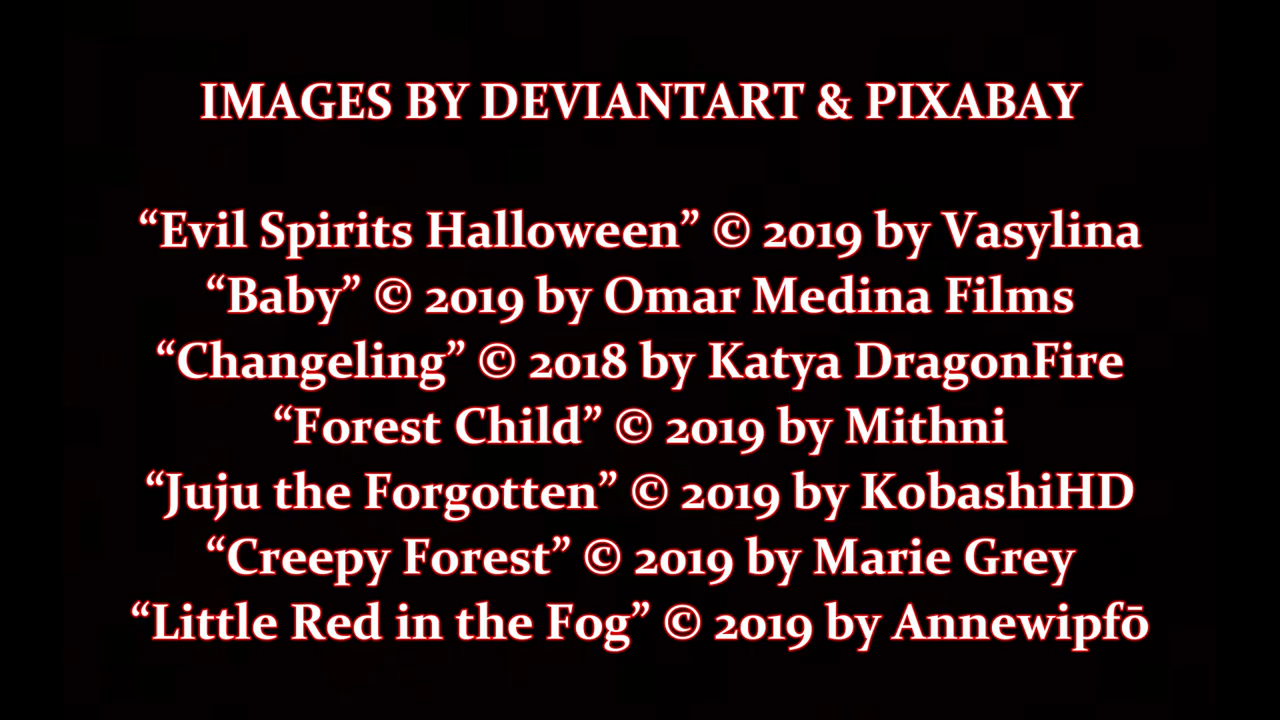 IMAGES BY DEVIANTART & PIXABAY
“Evil Spirits Halloween” © 2019 by Vasylina
“Baby” © 2019 by Omar Medina Films
“Changeling” © 2018 by Katya DragonFire
“Forest Child” © 2019 by Mithni
“Juju the Forgotten” © 2019 by KobashiHD
“Creepy Forest” © 2019 by Marie Grey
“Little Red in the Fog” © 2019 by Annewipfō